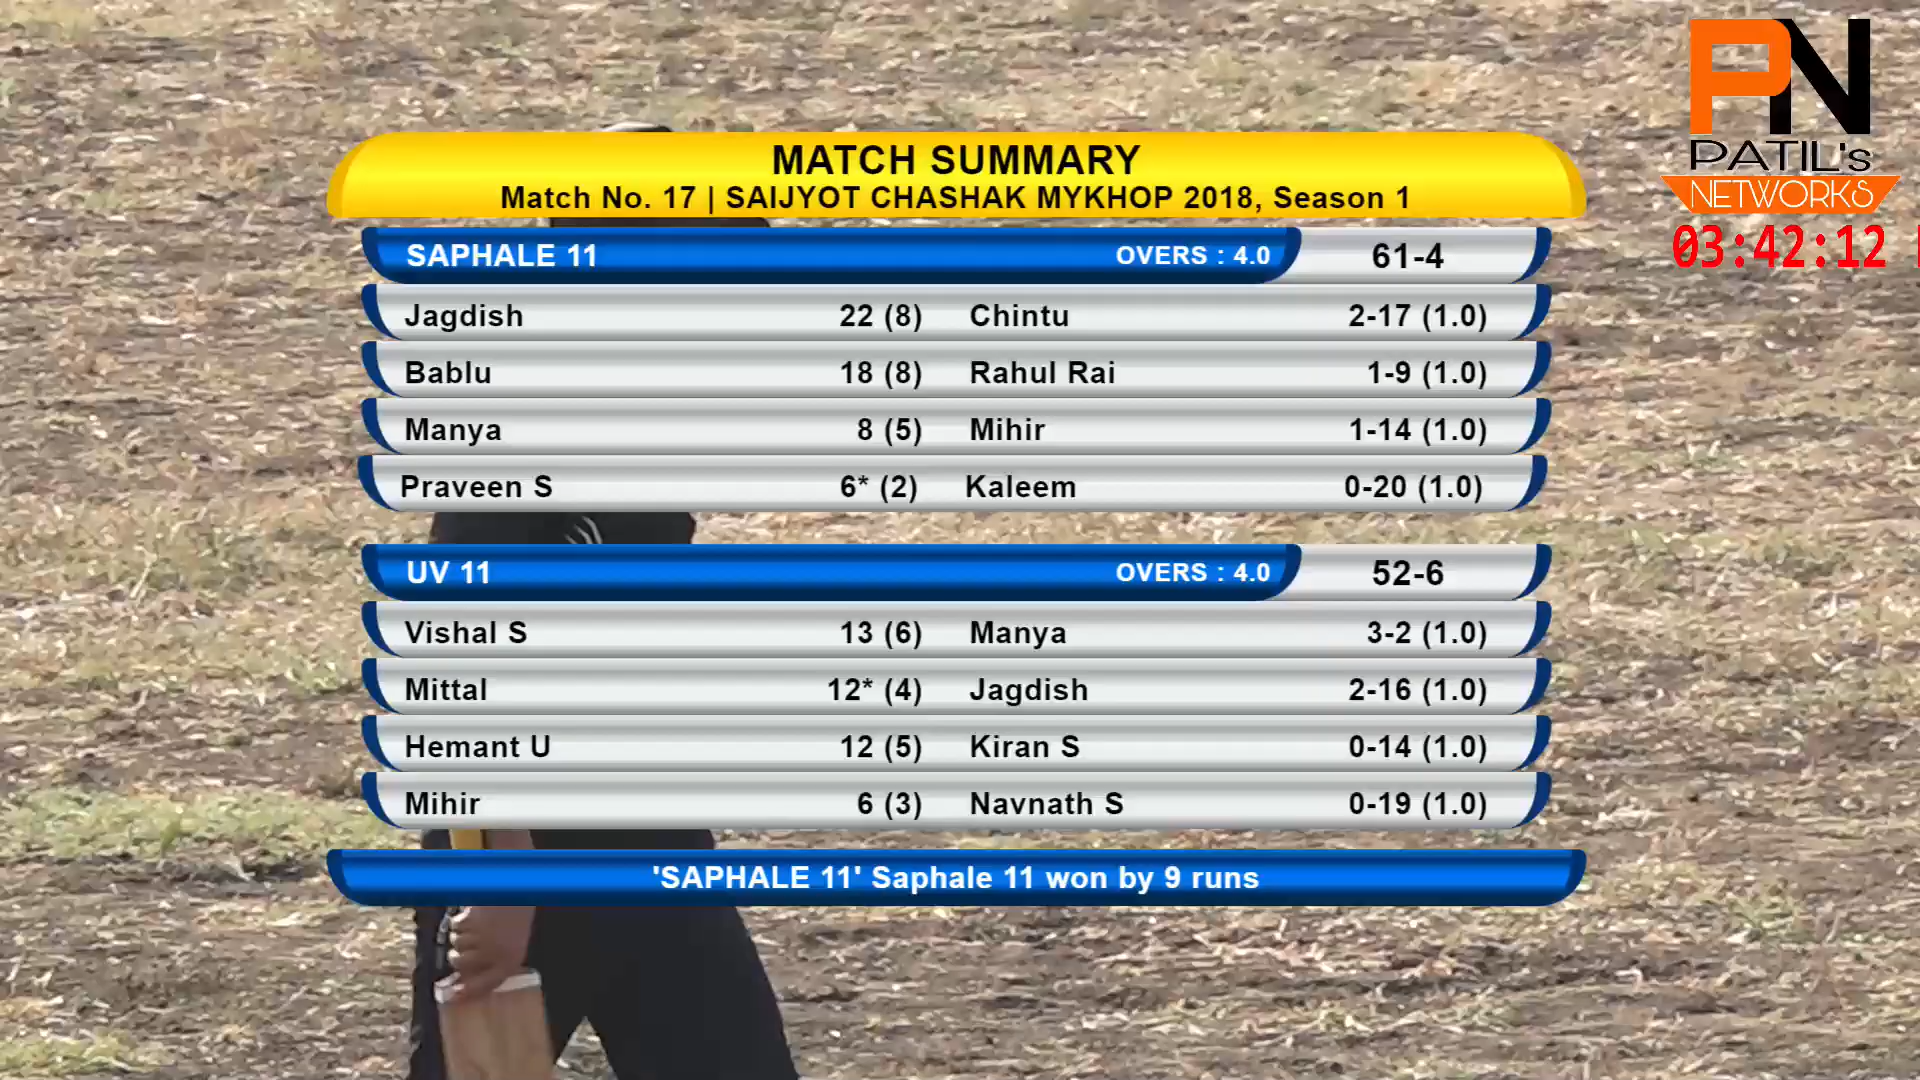 PN
PATIL's
NETWORKS
03:42:12
MATCH SUMMARY
Match No. 17 | SAIJYOT CHASHAK MYKHOP 2018, Season 1
SAPHALE 11 OVERS : 4.0 61-4
Jagdish 22 (8) Chintu 2-17 (1.0)
Bablu 18 (8) Rahul Rai 1-9 (1.0)
Manya 8 (5) Mihir 1-14 (1.0)
Praveen S 6* (2) Kaleem 0-20 (1.0)
UV 11 OVERS : 4.0 52-6
Vishal S 13 (6) Manya 3-2 (1.0)
Mittal 12* (4) Jagdish 2-16 (1.0)
Hemant U 12 (5) Kiran S 0-14 (1.0)
Mihir 6 (3) Navnath S 0-19 (1.0)
'SAPHALE 11' Saphale 11 won by 9 runs